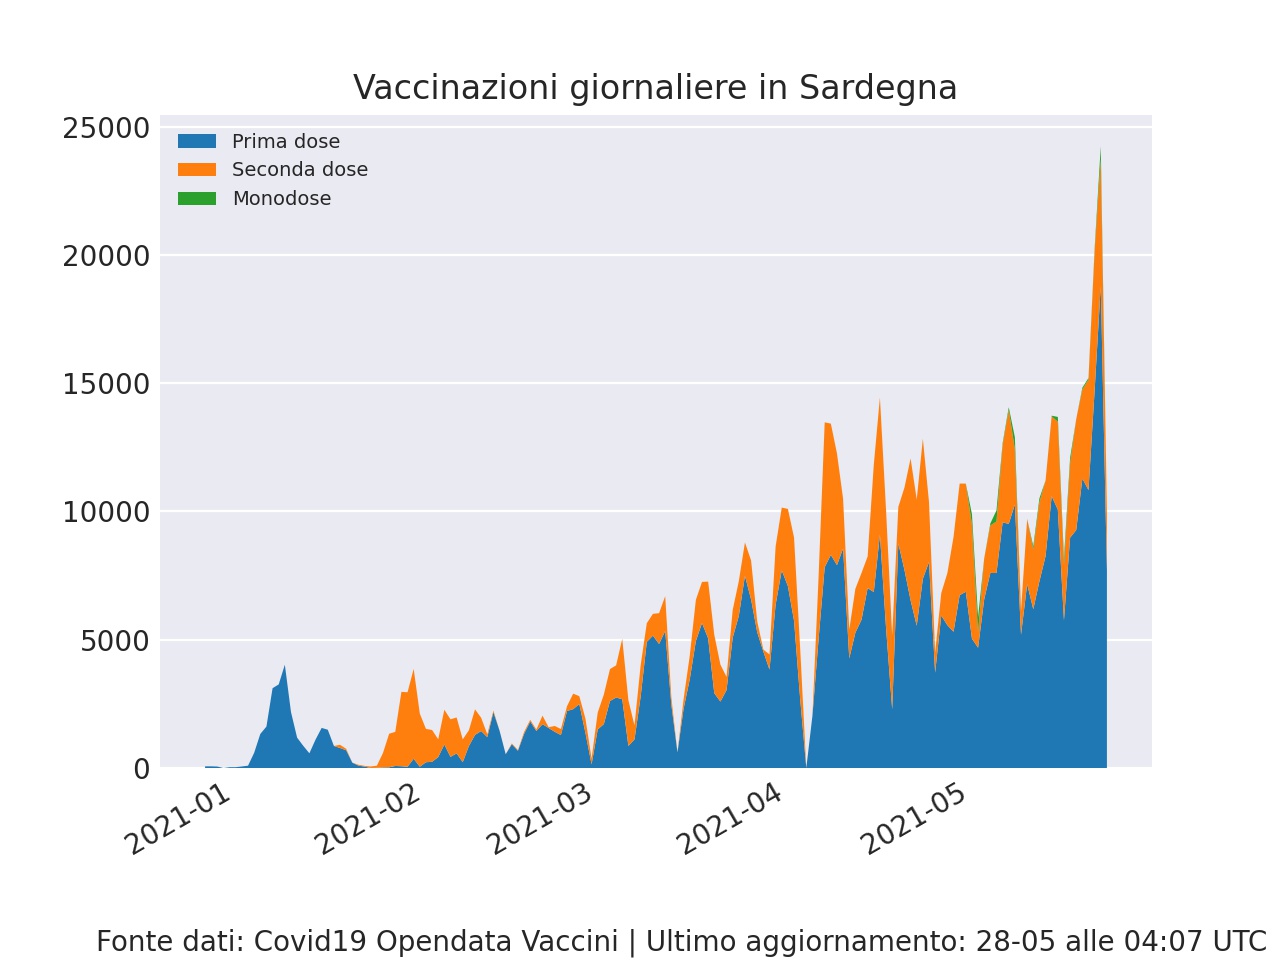 Vaccinazioni giornaliere in Sardegna
25000
20000
15000
10000
5000
0
Prima dose
Seconda dose
Monodose
2021-01
2021-02
2021-03
2021-04
2021-05
Fonte dati: Covid19 Opendata Vaccini | Ultimo aggiornamento: 28-05 alle 04:07 UTC